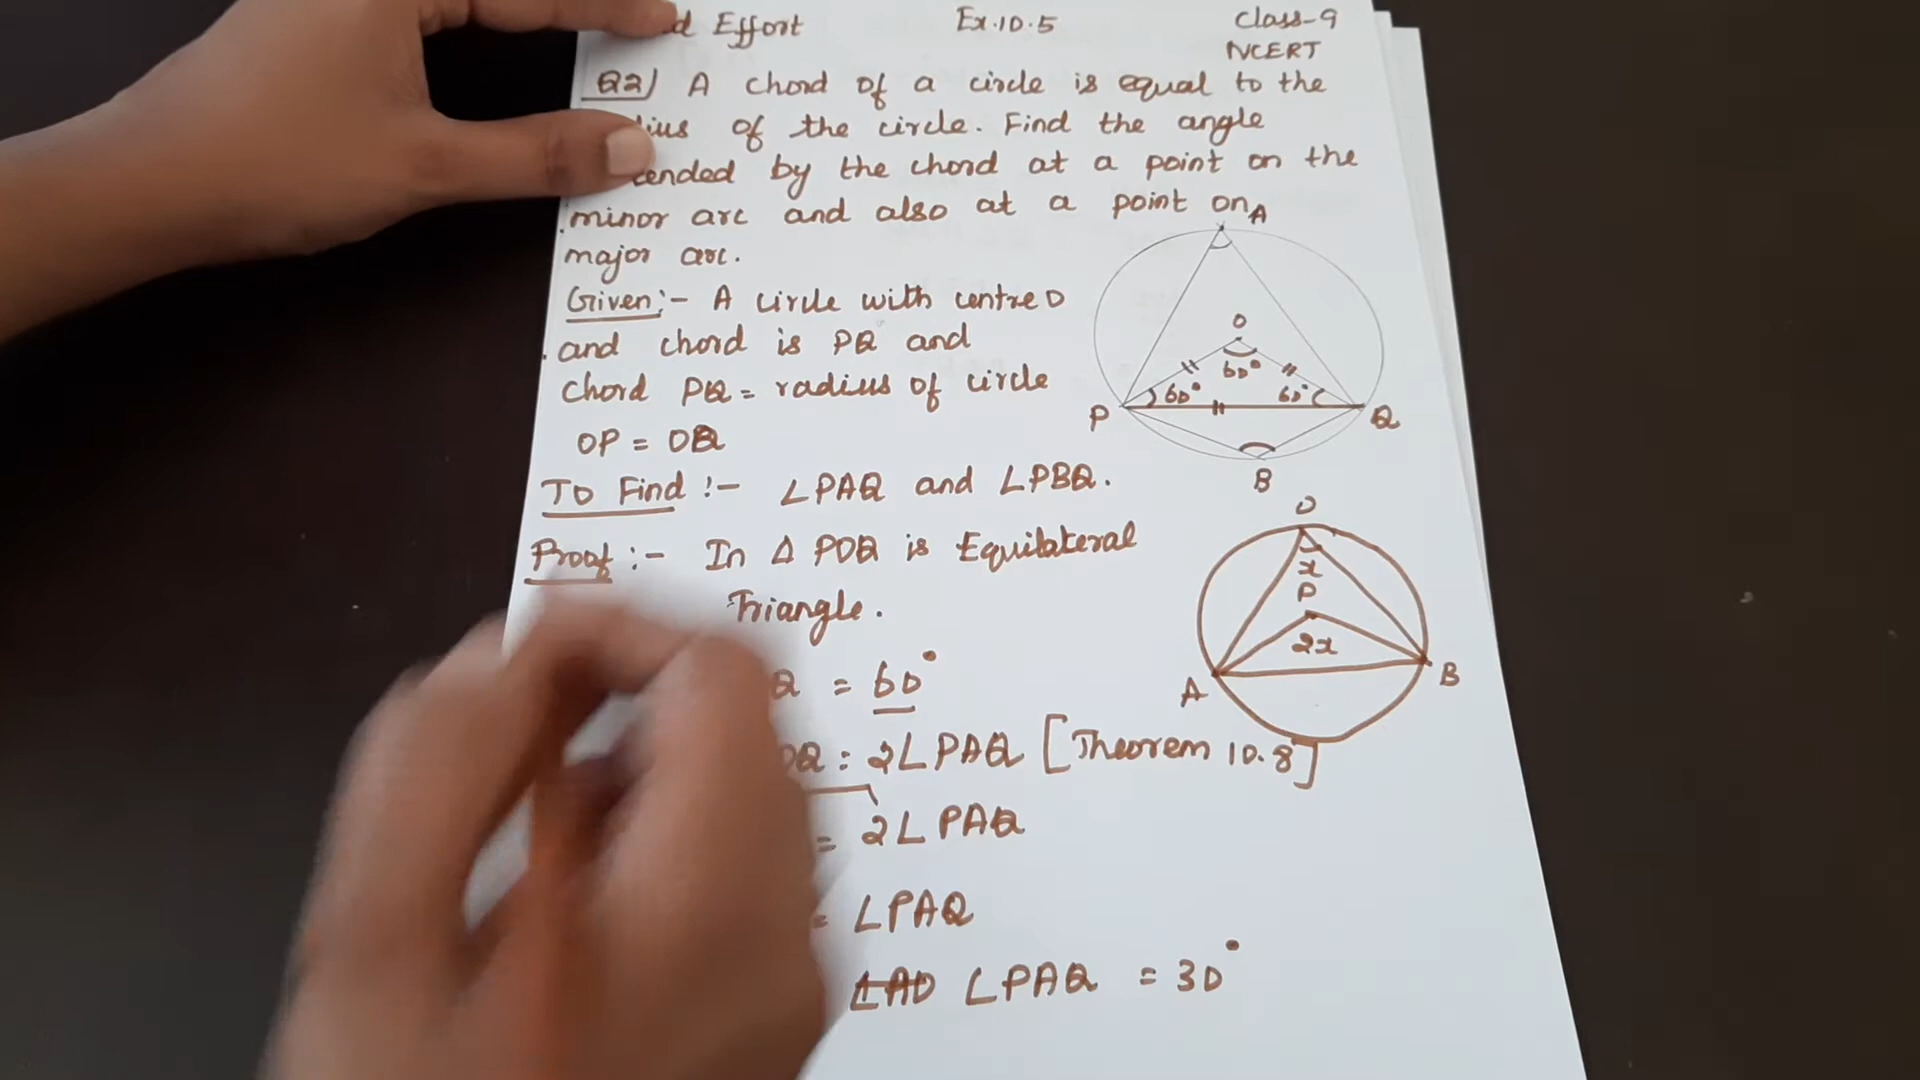 Effort Ex.10.5 Class-9
NCERT
Q2) A chord of a circle is equal to the
of the circle. Find the angle
by the chord at a point on the
minor arc and also at a point on
major arc.
Given:- A circle with centre O
and chord is PQ and
Chord PQ = radius of circle
OP = OQ
To Find :- ∠PAQ and ∠PBQ.
Proof :- In Δ POQ is Equilateral
Triangle.
Q = 60°
OQ = 2∠PAQ [Theorem 10.8]
= 2∠PAQ
= ∠PAQ
∠PAQ = 30°
A
O
60°
60° 60°
P Q
B
O
x
P
2x
A B